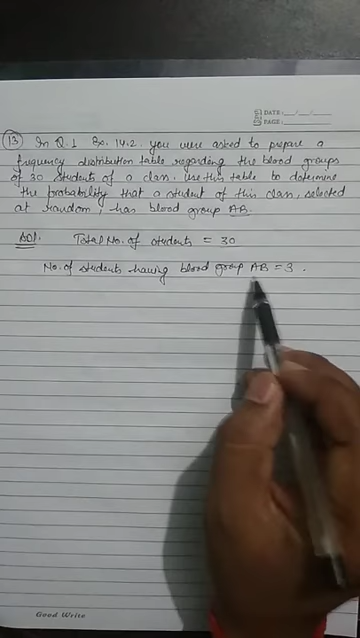 DATE: __/__/__
PAGE:
13 In Q.1 Ex. 14.2, you were asked to prepare a
frequency distribution table regarding the blood groups
of 30 students of a class. Use this table to determine
the probability that a student of this class, selected
at random, has blood group AB.
Sol. Total No. of students = 30
No. of students having blood group AB = 3.
Good Write